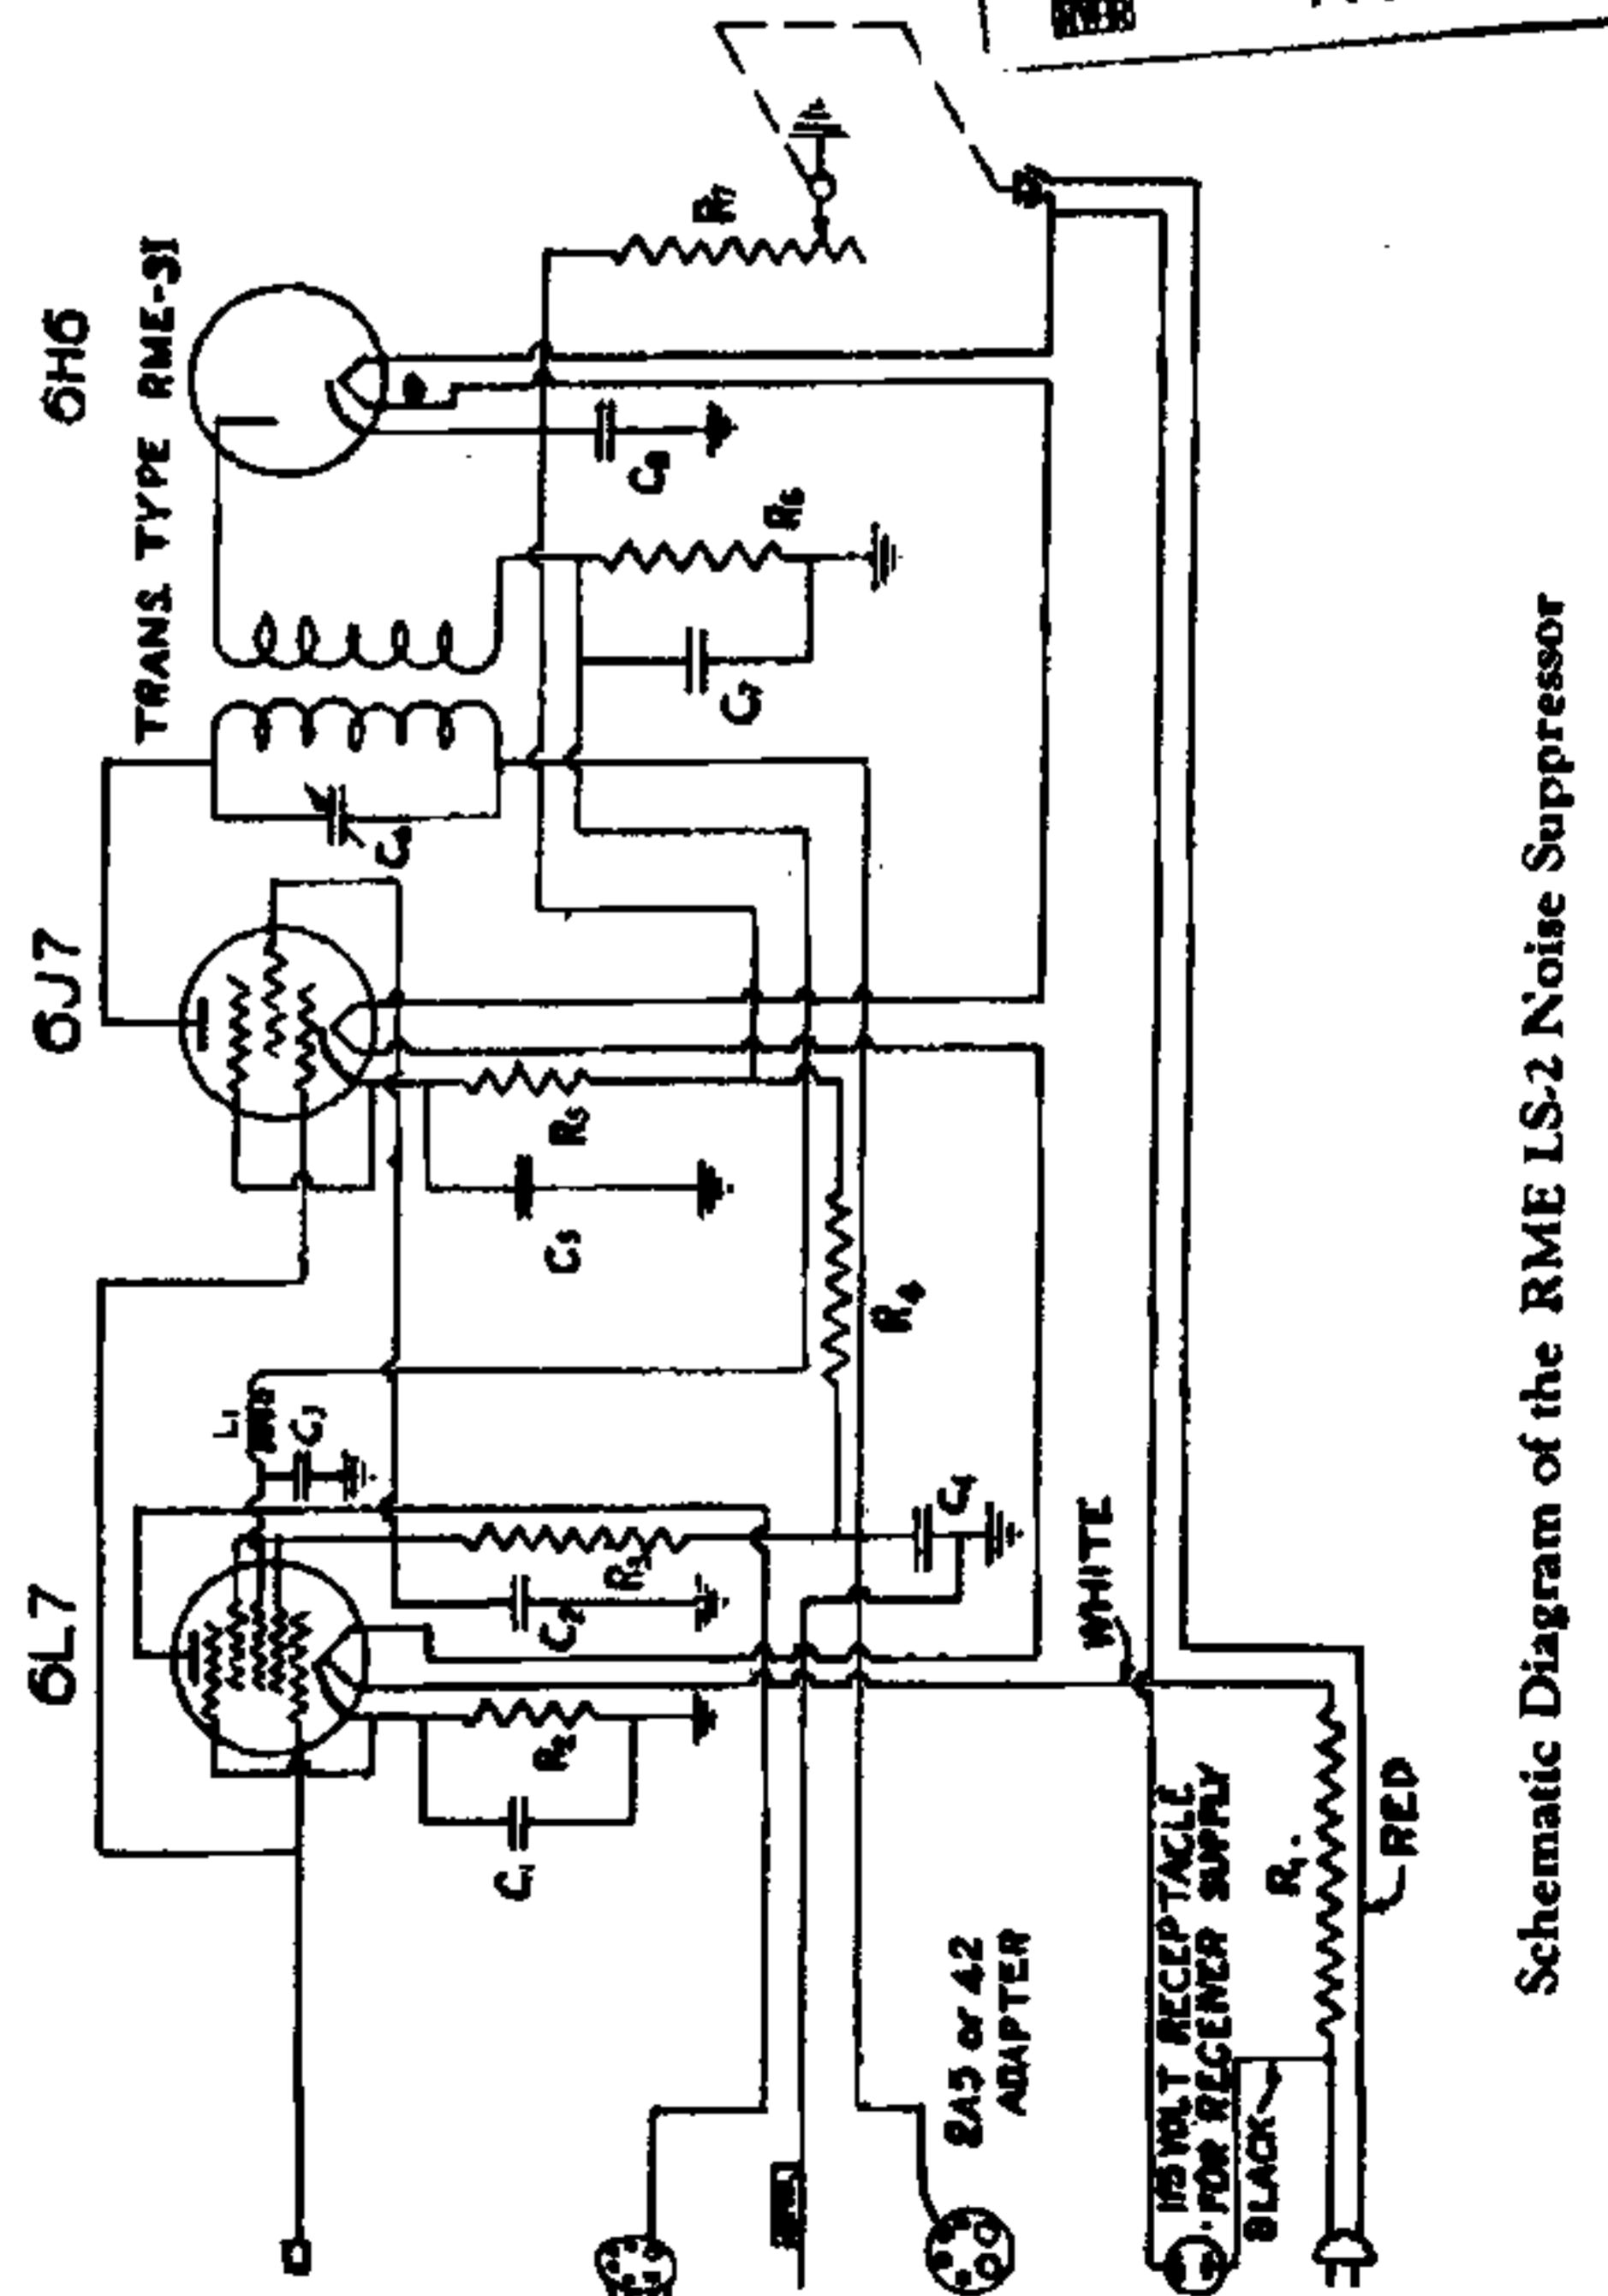 6L7
6J7
6H6
TRANS TYPE RME-SI
L1
C3
R3
C2
R2
C1
C4
R4
R5
C5
C7
R6
C8
R7
WHITE
2A5 or 42
ADAPTER
115 VOLT RECEPTACLE
FOR RECEIVER SUPPLY
BLACK
R1.
RED
Schematic Diagram of the RME LS-2 Noise Suppressor